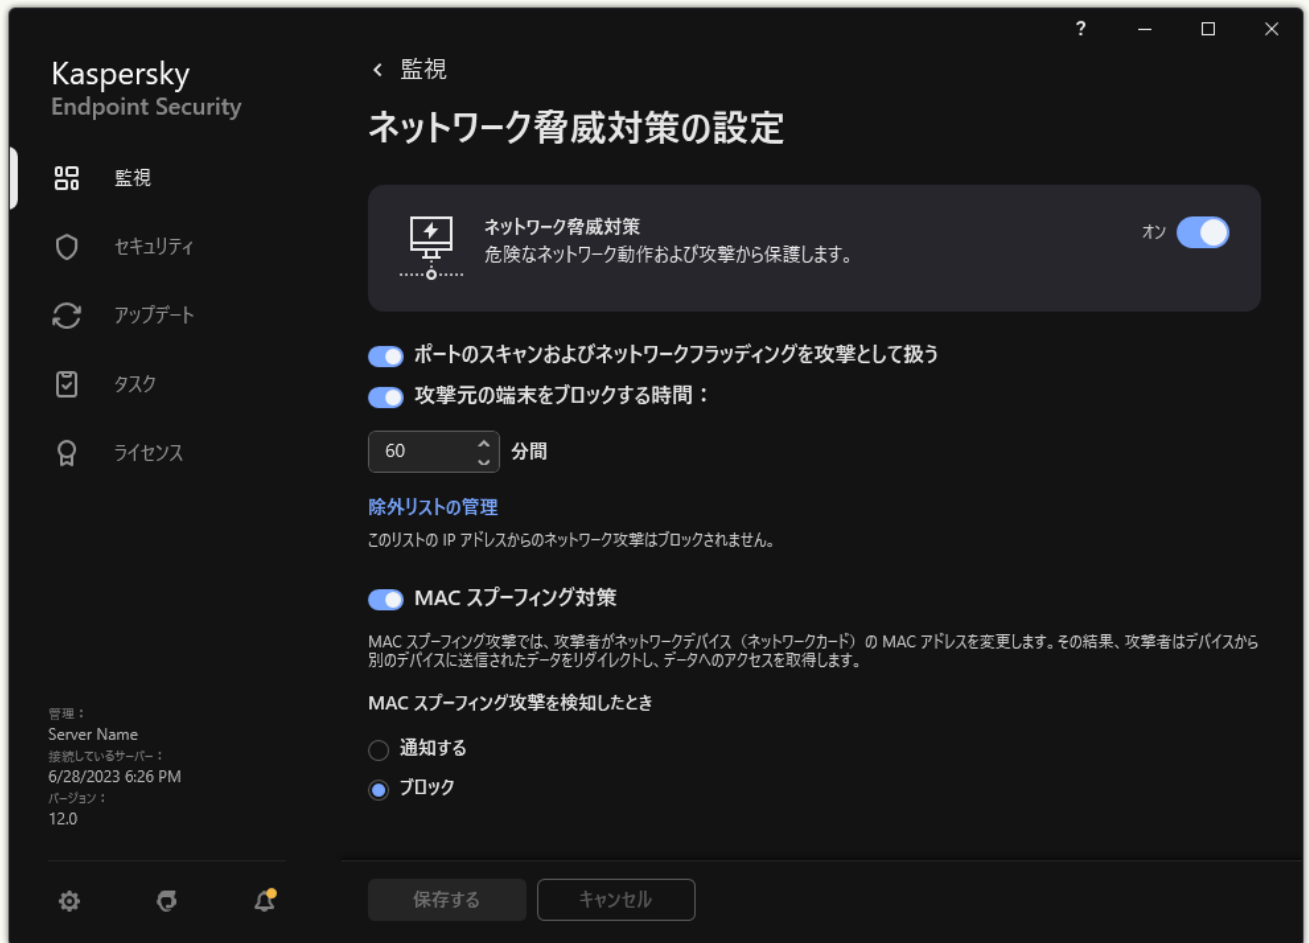 ?
Kaspersky
Endpoint Security
監視
セキュリティ
アップデート
タスク
ライセンス
管理：
Server Name
接続しているサーバー：
6/28/2023 6:26 PM
バージョン：
12.0
監視
ネットワーク脅威対策の設定
ネットワーク脅威対策
危険なネットワーク動作および攻撃から保護します。
オン
ポートのスキャンおよびネットワークフラッディングを攻撃として扱う
攻撃元の端末をブロックする時間：
60 分間
除外リストの管理
このリストの IP アドレスからのネットワーク攻撃はブロックされません。
MAC スプーフィング対策
MAC スプーフィング攻撃では、攻撃者がネットワークデバイス（ネットワークカード）の MAC アドレスを変更します。その結果、攻撃者はデバイスから
別のデバイスに送信されたデータをリダイレクトし、データへのアクセスを取得します。
MAC スプーフィング攻撃を検知したとき
通知する
ブロック
保存する
キャンセル